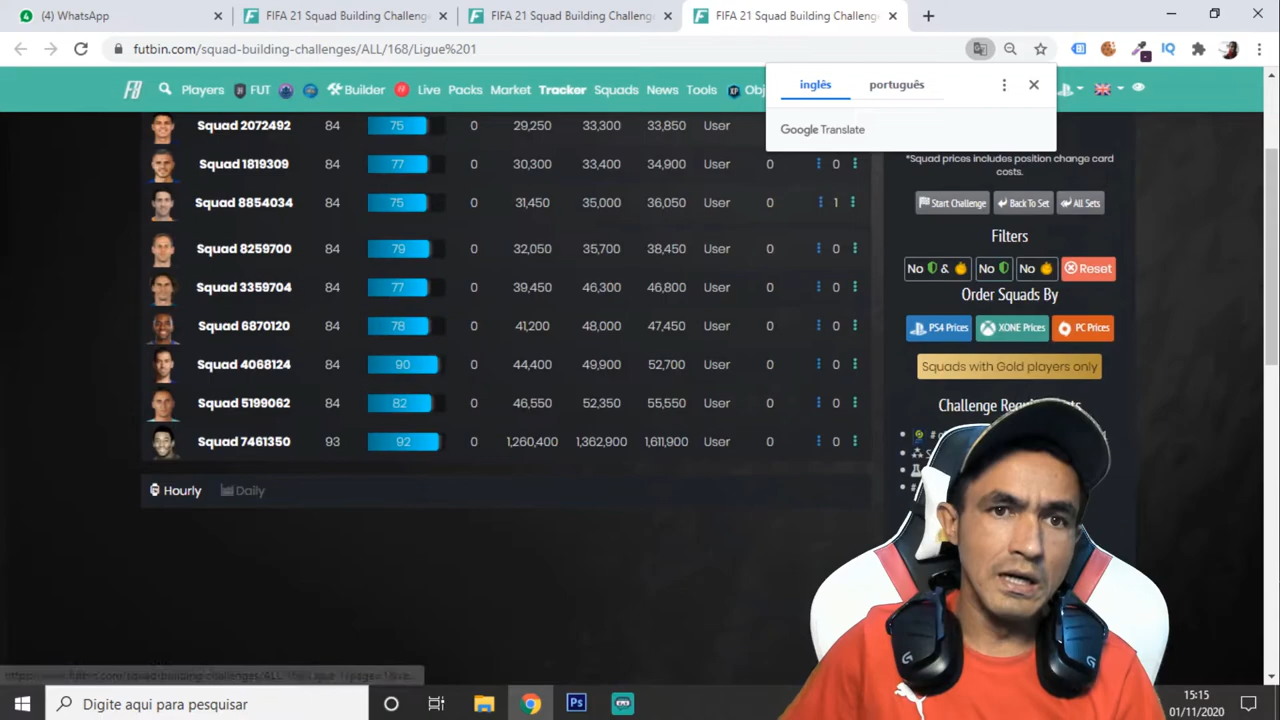 (4) WhatsApp
FIFA 21 Squad Building Challenge
FIFA 21 Squad Building Challenge
FIFA 21 Squad Building Challenge
futbin.com/squad-building-challenges/ALL/168/Ligue%201
IQ
inglês português
Google Translate
Players FUT Builder Live Packs Market Tracker Squads News Tools
Squad 2072492 84 75 0 29,250 33,300 33,850 User
Squad 1819309 84 77 0 30,300 33,400 34,900 User 0 0
Squad 8854034 84 75 0 31,450 35,000 36,050 User 0 1
Squad 8259700 84 79 0 32,050 35,700 38,450 User 0 0
Squad 3359704 84 77 0 39,450 46,300 46,800 User 0 0
Squad 6870120 84 78 0 41,200 48,000 47,450 User 0 0
Squad 4068124 84 90 0 44,400 49,900 52,700 User 0 0
Squad 5199062 84 82 0 46,550 52,350 55,550 User 0 0
Squad 7461350 93 92 0 1,260,400 1,362,900 1,611,900 User 0 0
Hourly Daily
*Squad prices includes position change card
costs.
Start Challenge Back To Set All Sets
Filters
No & No No Reset
Order Squads By
PS4 Prices XONE Prices PC Prices
Squads with Gold players only
Challenge
Digite aqui para pesquisar
Ps
15:15
01/11/2020